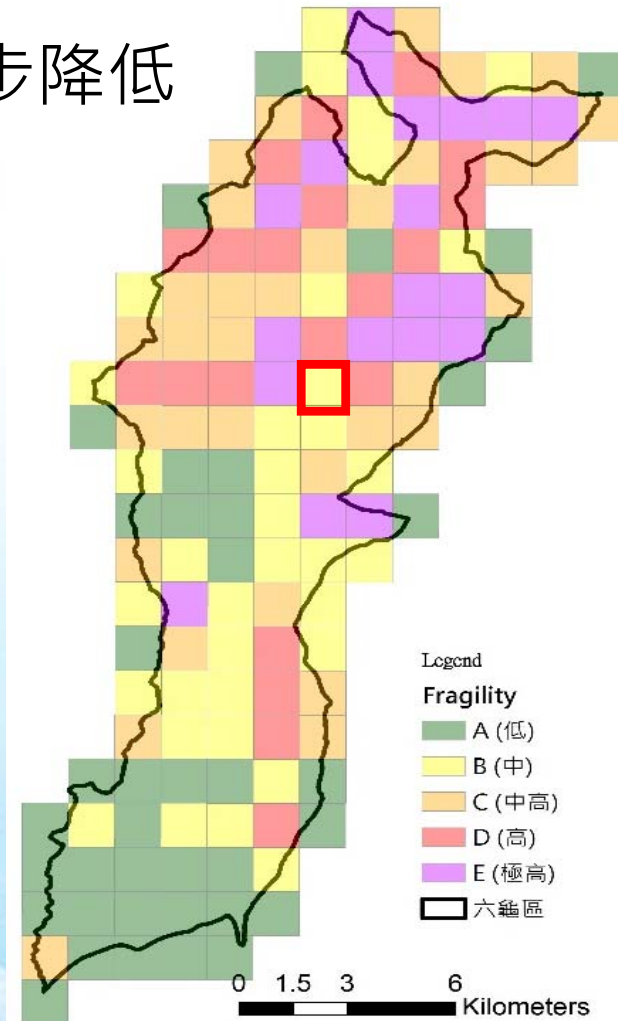 步降低
Legend
Fragility
A (低)
B (中)
C (中高)
D (高)
E (極高)
六龜區
0 1.5 3 6
Kilometers